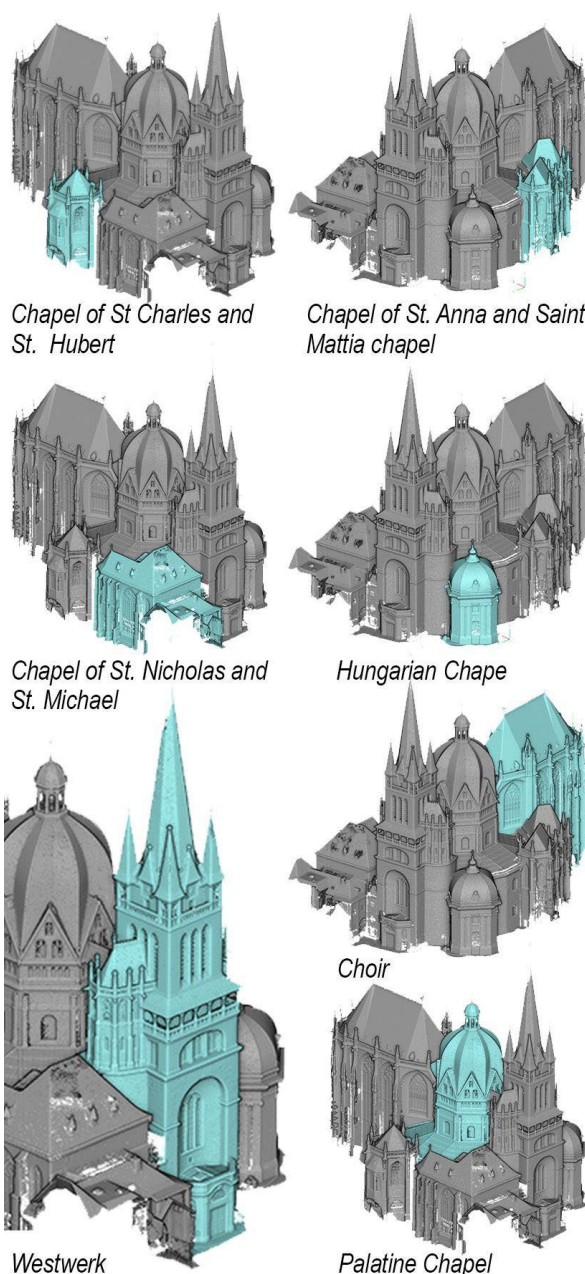 Chapel of St Charles and
St. Hubert
Chapel of St. Anna and Saint
Mattia chapel
Chapel of St. Nicholas and
St. Michael
Hungarian Chape
Choir
Westwerk
Palatine Chapel